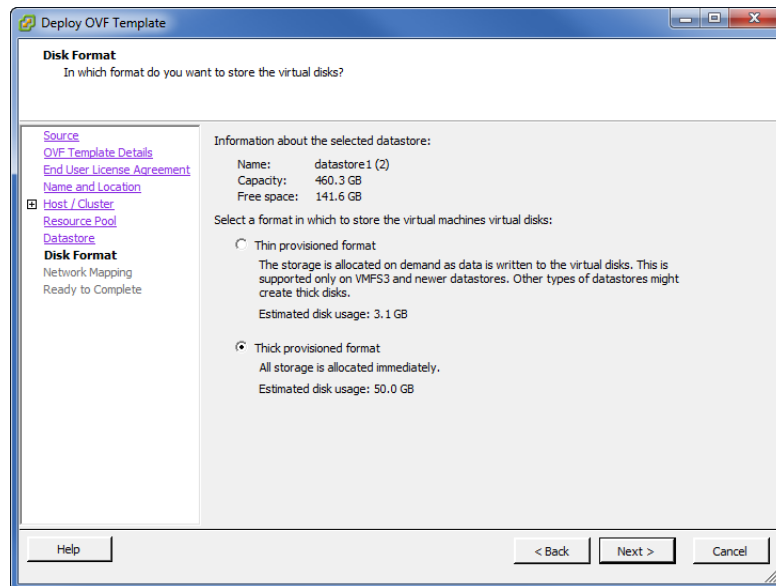 Deploy OVF Template
Disk Format
In which format do you want to store the virtual disks?
Source
OVF Template Details
End User License Agreement
Name and Location
Host / Cluster
Resource Pool
Datastore
Disk Format
Network Mapping
Ready to Complete
Information about the selected datastore:
Name: datastore1 (2)
Capacity: 460.3 GB
Free space: 141.6 GB
Select a format in which to store the virtual machines virtual disks:
Thin provisioned format
The storage is allocated on demand as data is written to the virtual disks. This is
supported only on VMFS3 and newer datastores. Other types of datastores might
create thick disks.
Estimated disk usage: 3.1 GB
Thick provisioned format
All storage is allocated immediately.
Estimated disk usage: 50.0 GB
Help
< Back
Next >
Cancel